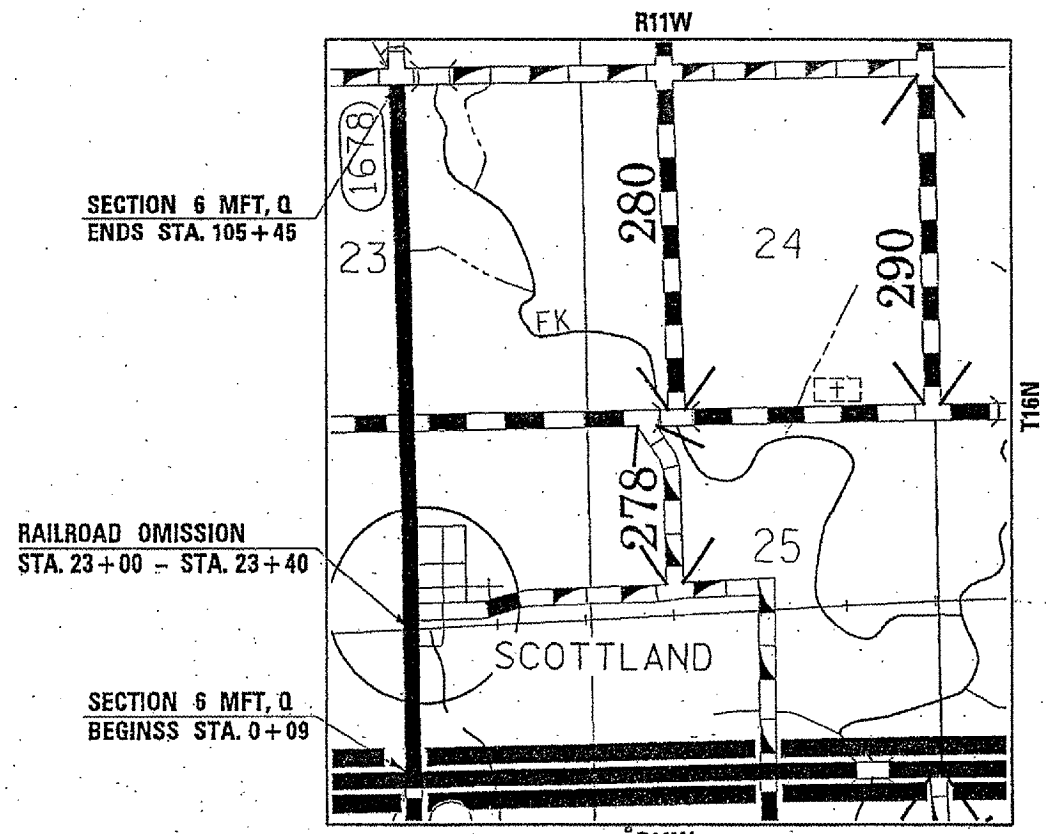 R11W
1678
SECTION 6 MFT, Q
ENDS STA. 105+45
23
280
24
290
FK
T16N
278
25
RAILROAD OMISSION
STA. 23+00 - STA. 23+40
SCOTTLAND
SECTION 6 MFT, Q
BEGINSS STA. 0+09